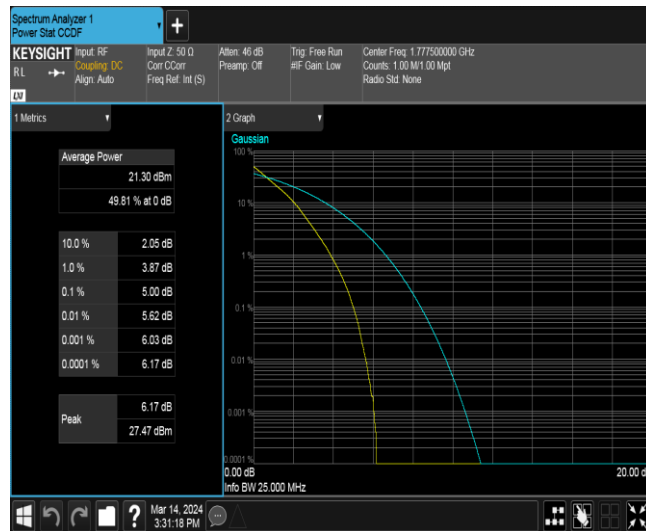 Spectrum Analyzer 1
Power Stat CCDF
+
KEYSIGHT
RL
LXI
Input: RF
Coupling: DC
Align: Auto
Input Z: 50 Ω
Corr CCorr
Freq Ref: Int (S)
Atten: 46 dB
Preamp: Off
Trig: Free Run
#IF Gain: Low
Center Freq: 1.777500000 GHz
Counts: 1.00 M/1.00 Mpt
Radio Std: None
1 Metrics
Average Power
21.30 dBm
49.81 % at 0 dB
10.0 % 2.05 dB
1.0 % 3.87 dB
0.1 % 5.00 dB
0.01 % 5.62 dB
0.001 % 6.03 dB
0.0001 % 6.17 dB
Peak
6.17 dB
27.47 dBm
2 Graph
Gaussian
100 %
10 %
1 %
0.1 %
0.01 %
0.001 %
0.0001 %
0.00 dB
20.00 d
Info BW 25.000 MHz
?
Mar 14, 2024
3:31:18 PM